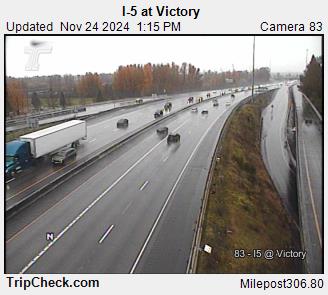 I-5 at Victory
Updated Nov 24 2024 1:15 PM Camera 83
N
83 - I5 @ Victory
TripCheck.com Milepost306.80